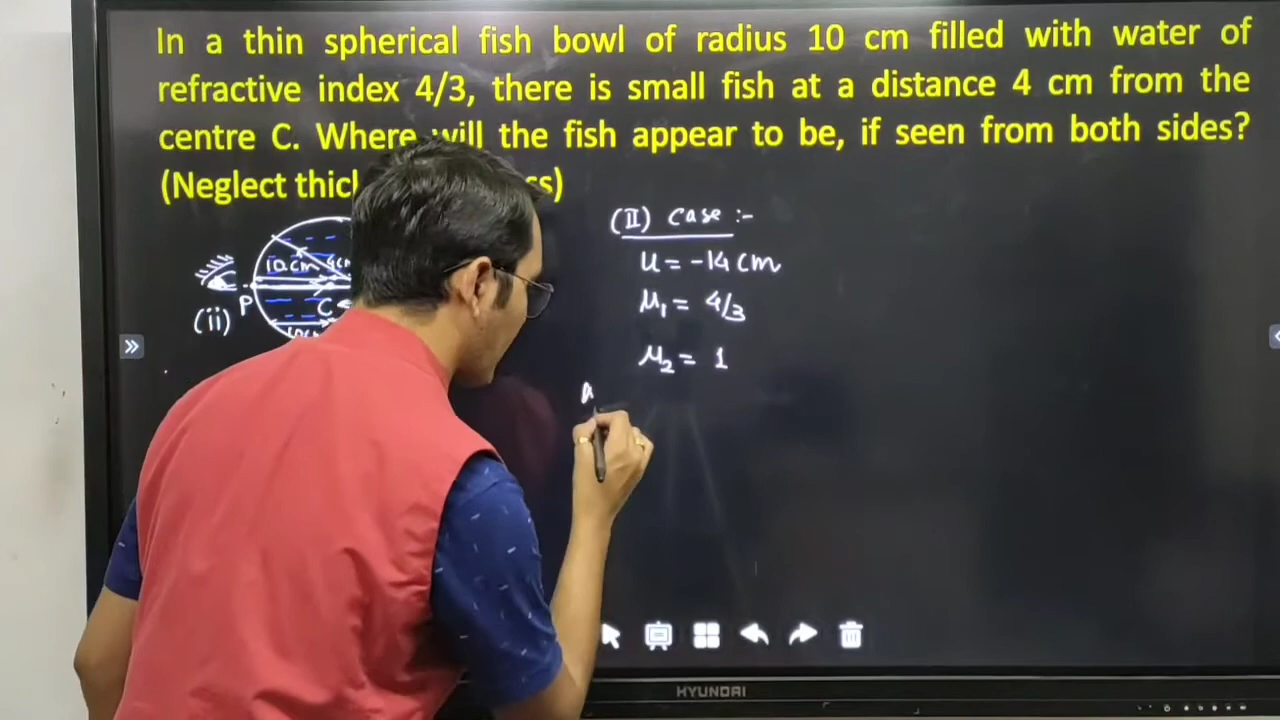 In a thin spherical fish bowl of radius 10 cm filled with water of
refractive index 4/3, there is small fish at a distance 4 cm from the
centre C. Where will the fish appear to be, if seen from both sides?
(Neglect
(II) Case :-
u = -14 cm
μ₁ = 4/3
μ₂ = 1
10cm 4cm
P
C
(ii)
HYUNDAI